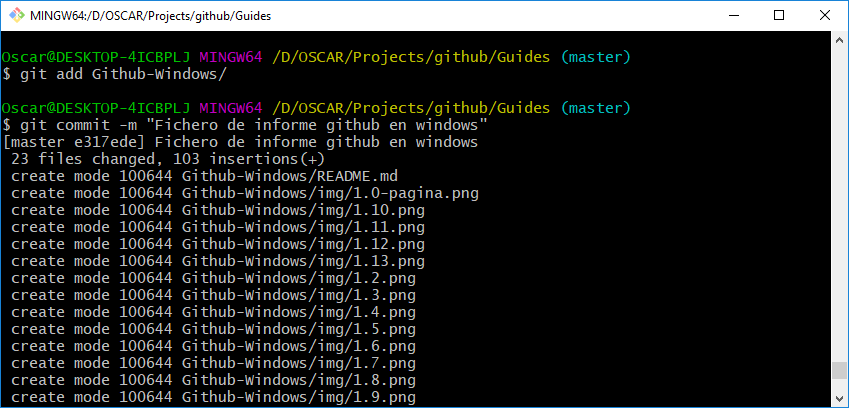 MINGW64:/D/OSCAR/Projects/github/Guides
Oscar@DESKTOP-4ICBPLJ MINGW64 /D/OSCAR/Projects/github/Guides (master)
$ git add Github-Windows/
Oscar@DESKTOP-4ICBPLJ MINGW64 /D/OSCAR/Projects/github/Guides (master)
$ git commit -m "Fichero de informe github en windows"
[master e317ede] Fichero de informe github en windows
 23 files changed, 103 insertions(+)
 create mode 100644 Github-Windows/README.md
 create mode 100644 Github-Windows/img/1.0-pagina.png
 create mode 100644 Github-Windows/img/1.10.png
 create mode 100644 Github-Windows/img/1.11.png
 create mode 100644 Github-Windows/img/1.12.png
 create mode 100644 Github-Windows/img/1.13.png
 create mode 100644 Github-Windows/img/1.2.png
 create mode 100644 Github-Windows/img/1.3.png
 create mode 100644 Github-Windows/img/1.4.png
 create mode 100644 Github-Windows/img/1.5.png
 create mode 100644 Github-Windows/img/1.6.png
 create mode 100644 Github-Windows/img/1.7.png
 create mode 100644 Github-Windows/img/1.8.png
 create mode 100644 Github-Windows/img/1.9.png